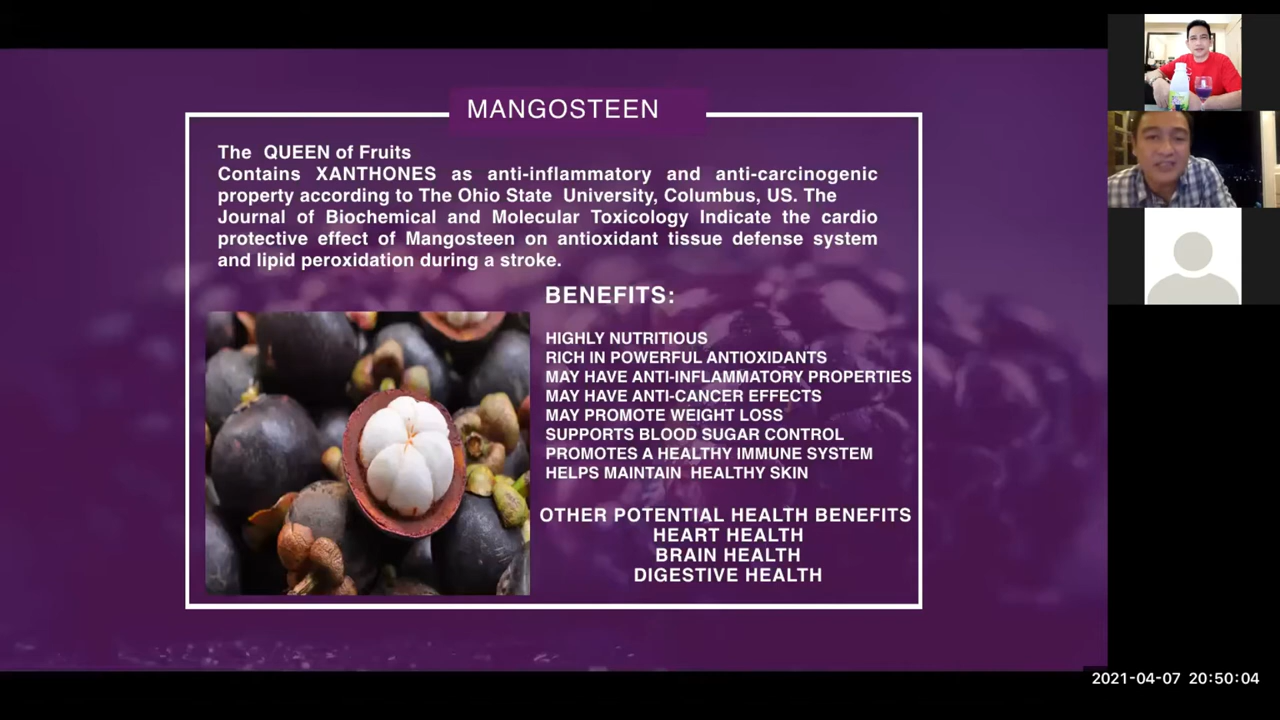 MANGOSTEEN
The QUEEN of Fruits
Contains XANTHONES as anti-inflammatory and anti-carcinogenic
property according to The Ohio State University, Columbus, US. The
Journal of Biochemical and Molecular Toxicology Indicate the cardio
protective effect of Mangosteen on antioxidant tissue defense system
and lipid peroxidation during a stroke.
BENEFITS:
HIGHLY NUTRITIOUS
RICH IN POWERFUL ANTIOXIDANTS
MAY HAVE ANTI-INFLAMMATORY PROPERTIES
MAY HAVE ANTI-CANCER EFFECTS
MAY PROMOTE WEIGHT LOSS
SUPPORTS BLOOD SUGAR CONTROL
PROMOTES A HEALTHY IMMUNE SYSTEM
HELPS MAINTAIN HEALTHY SKIN
OTHER POTENTIAL HEALTH BENEFITS
HEART HEALTH
BRAIN HEALTH
DIGESTIVE HEALTH
2021-04-07 20:50:04